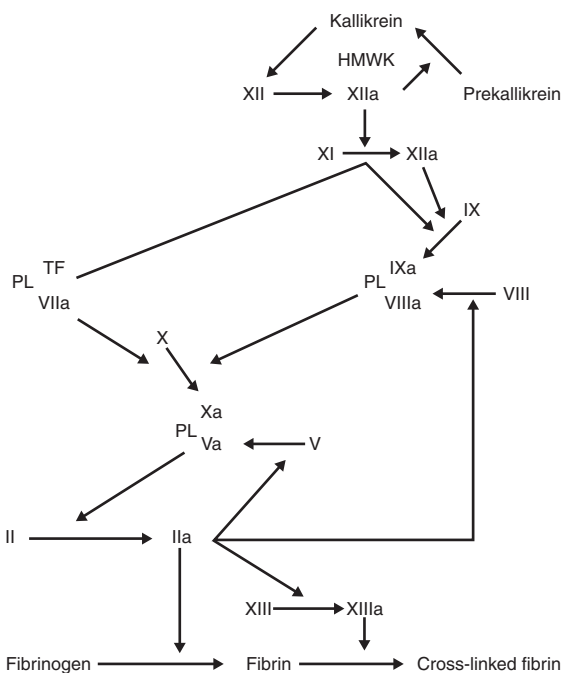 Kallikrein
HMWK
XII
XIIa
Prekallikrein
XI
XIIa
IX
TF
PL
VIIa
IXa
PL
VIIIa
VIII
X
Xa
PL
Va
V
II
IIa
XIII
XIIIa
Fibrinogen
Fibrin
Cross-linked fibrin